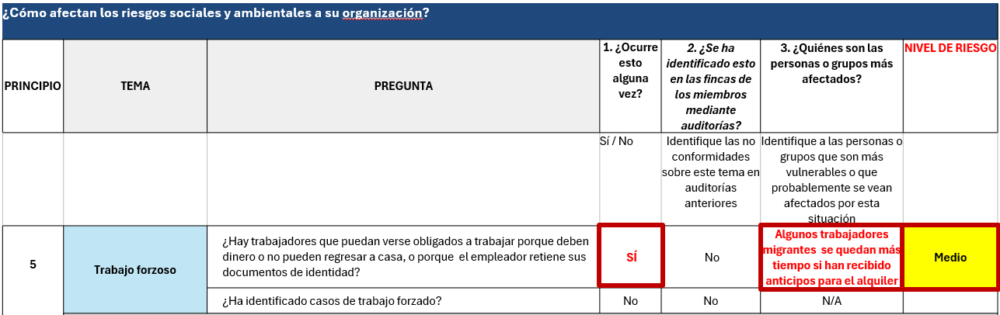 ¿Cómo afectan los riesgos sociales y ambientales a su organización?
PRINCIPIO
TEMA
PREGUNTA
1. ¿Ocurre
esto
alguna
vez?
2. ¿Se ha
identificado esto
en las fincas de
los miembros
mediante
auditorías?
3. ¿Quiénes son las
personas o grupos más
afectados?
NIVEL DE RIESGO
Sí / No
Identifique las no
conformidades
sobre este tema en
auditorías
anteriores
Identifique a las personas o
grupos que son más
vulnerables o que
probablemente se vean
afectados por esta
situación
5
Trabajo forzoso
¿Hay trabajadores que puedan verse obligados a trabajar porque deben
dinero o no pueden regresar a casa, o porque  el empleador retiene sus
documentos de identidad?
SÍ
No
Algunos trabajadores
migrantes  se quedan más
tiempo si han recibido
anticipos para el alquiler
Medio
¿Ha identificado casos de trabajo forzado?
No
No
N/A